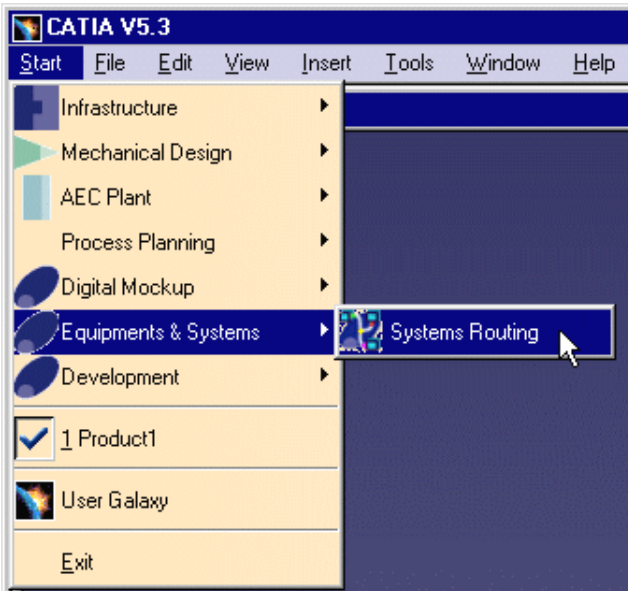 CATIA V5.3
Start File Edit View Insert Tools Window Help
Infrastructure
Mechanical Design
AEC Plant
Process Planning
Digital Mockup
Equipments & Systems Systems Routing
Development
1 Product1
User Galaxy
Exit